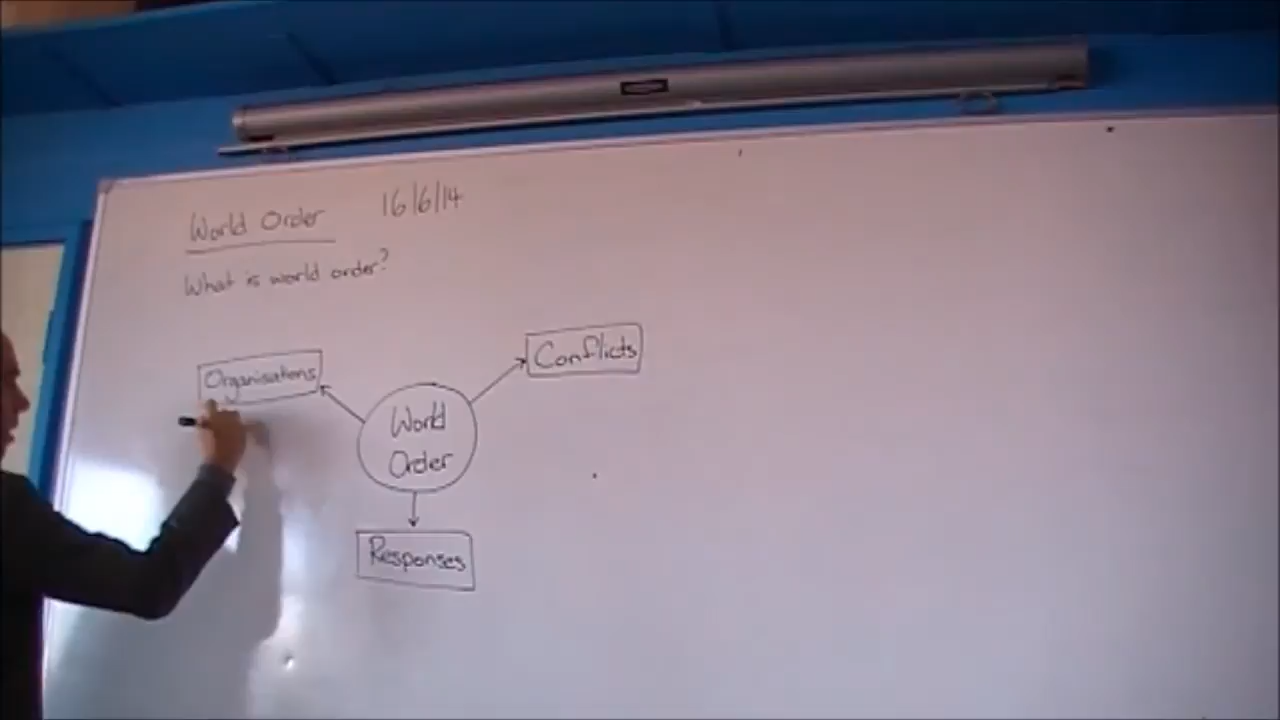 World Order 16/6/14
What is world order?
Organisations
Conflicts
World
Order
Responses